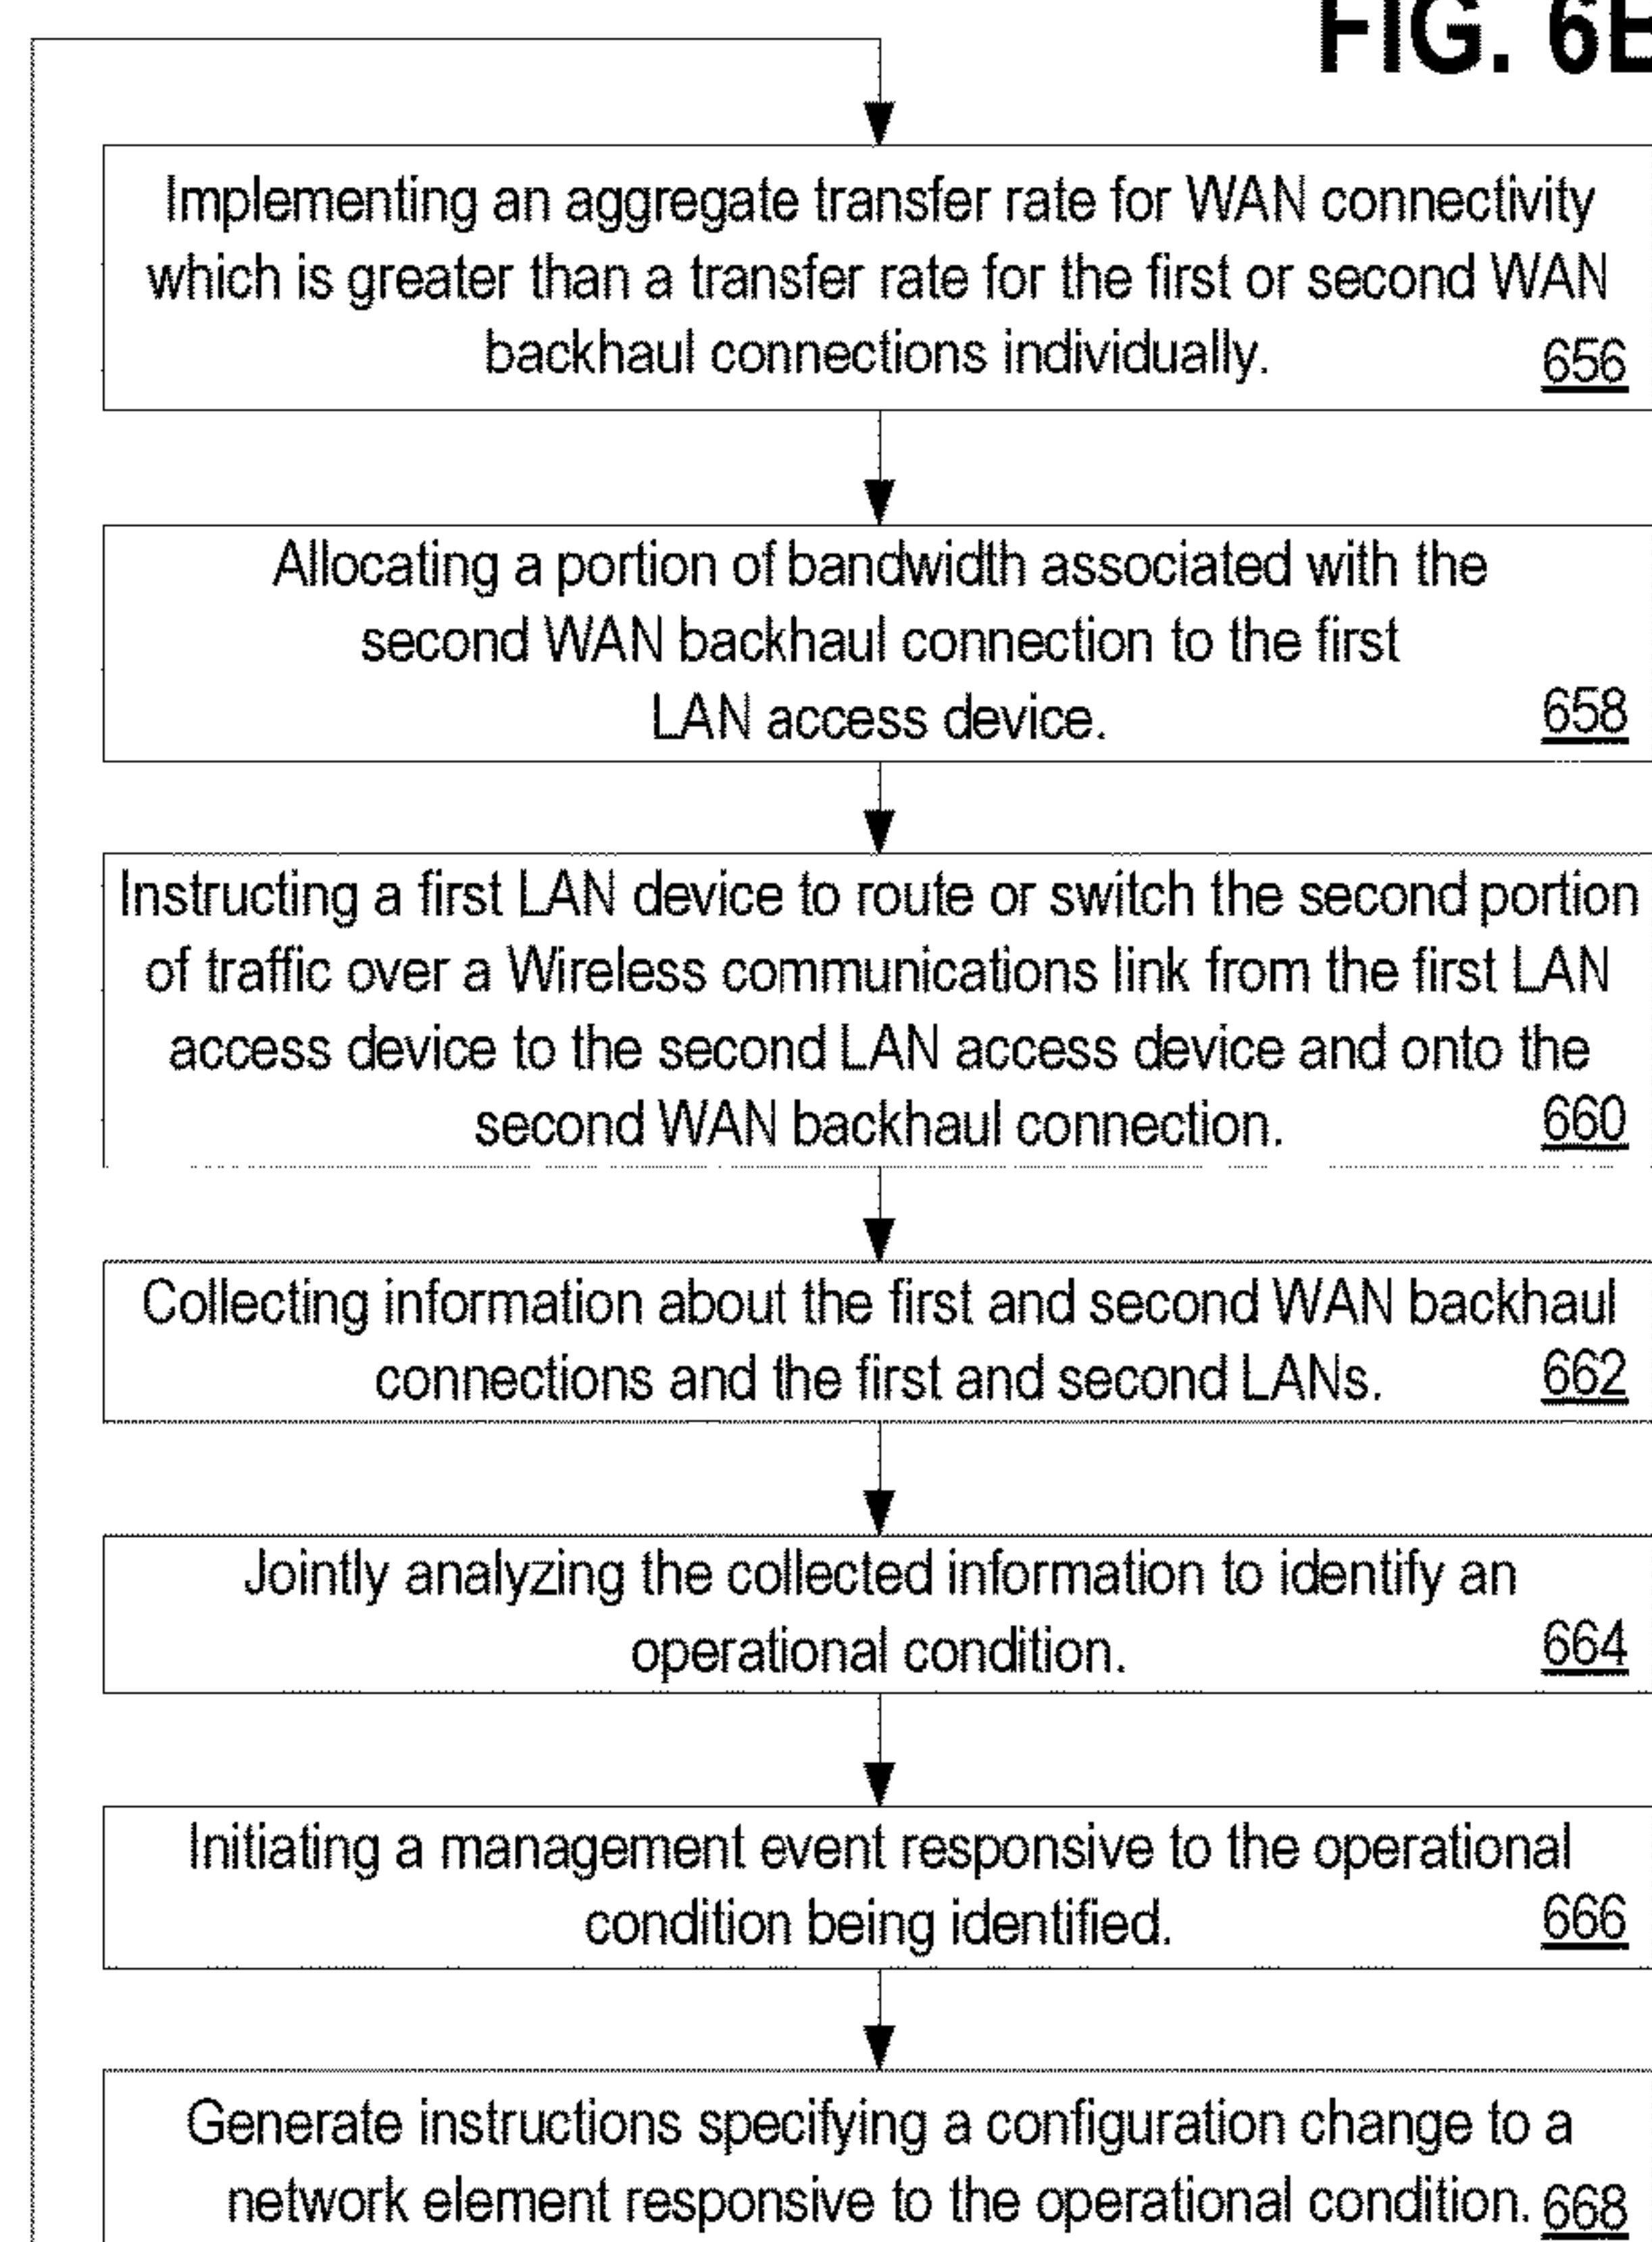 FIG. 6B
Implementing an aggregate transfer rate for WAN connectivity
which is greater than a transfer rate for the first or second WAN
backhaul connections individually.
656
Allocating a portion of bandwidth associated with the
second WAN backhaul connection to the first
LAN access device.
658
Instructing a first LAN device to route or switch the second portion
of traffic over a Wireless communications link from the first LAN
access device to the second LAN access device and onto the
second WAN backhaul connection.
660
Collecting information about the first and second WAN backhaul
connections and the first and second LANs.
662
Jointly analyzing the collected information to identify an
operational condition.
664
Initiating a management event responsive to the operational
condition being identified.
666
Generate instructions specifying a configuration change to a
network element responsive to the operational condition.
668